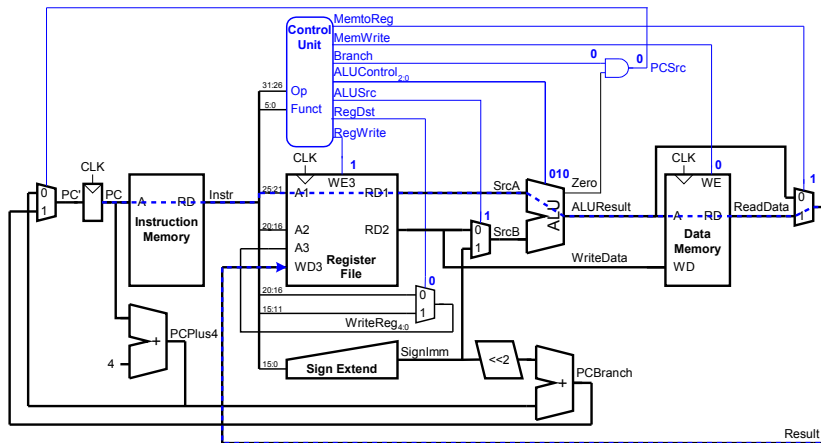 MemtoReg
Control Unit
MemWrite
Branch
0
0
PCSrc
ALUControl2:0
31:26
Op
ALUSrc
5:0
Funct
RegDst
RegWrite
CLK
CLK
CLK
1
010
0
1
0
1
PC'
PC
A
RD
Instr
25:21
A1
WE3
RD1
SrcA
Zero
WE
0
1
Instruction Memory
20:16
A2
RD2
1
0
1
SrcB
ALU
ALUResult
A
RD
ReadData
A3
Register File
Data Memory
WD3
WriteData
WD
0
20:16
0
15:11
1
WriteReg4:0
PCPlus4
+
4
SignImm
15:0
Sign Extend
<<2
+
PCBranch
Result